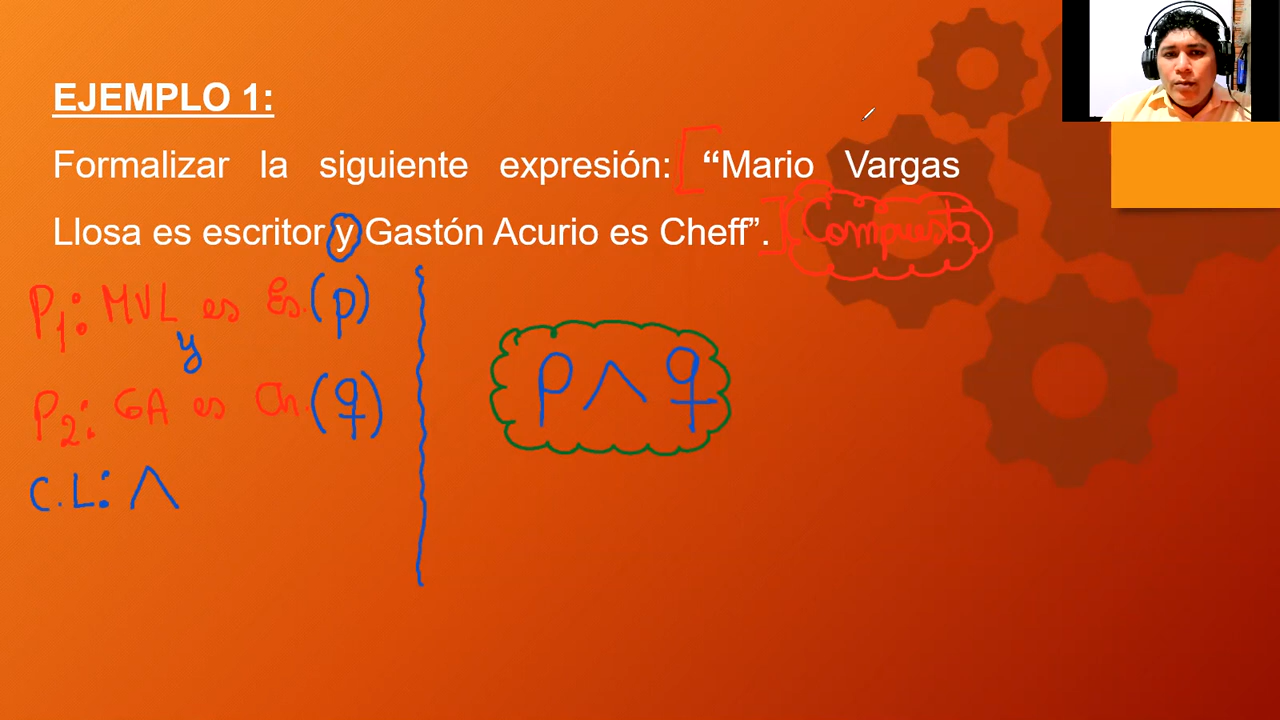 EJEMPLO 1:
Formalizar la siguiente expresión: “Mario Vargas
Llosa es escritor y Gastón Acurio es Cheff”. Compuesta
P1: MVL es Es. (p)
y
P2: GA es Ch. (q)
C.L: ∧
p ∧ q